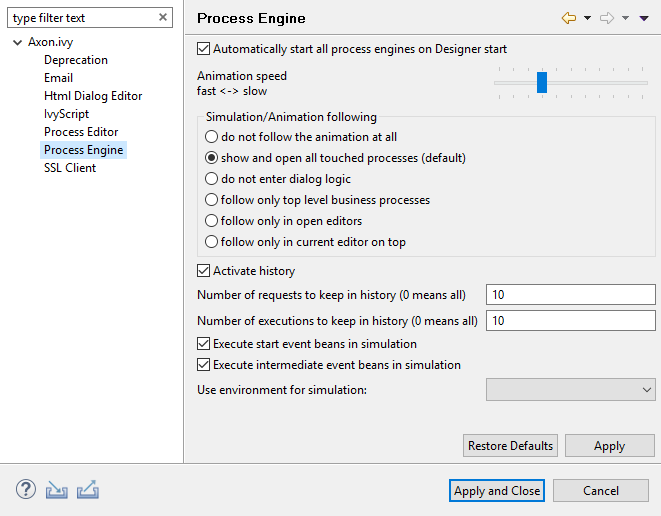 type filter text
Axon.ivy
Deprecation
Email
Html Dialog Editor
IvyScript
Process Editor
Process Engine
SSL Client
Process Engine
Automatically start all process engines on Designer start
Animation speed
fast <-> slow
Simulation/Animation following
do not follow the animation at all
show and open all touched processes (default)
do not enter dialog logic
follow only top level business processes
follow only in open editors
follow only in current editor on top
Activate history
Number of requests to keep in history (0 means all) 10
Number of executions to keep in history (0 means all) 10
Execute start event beans in simulation
Execute intermediate event beans in simulation
Use environment for simulation:
Restore Defaults Apply
Apply and Close Cancel